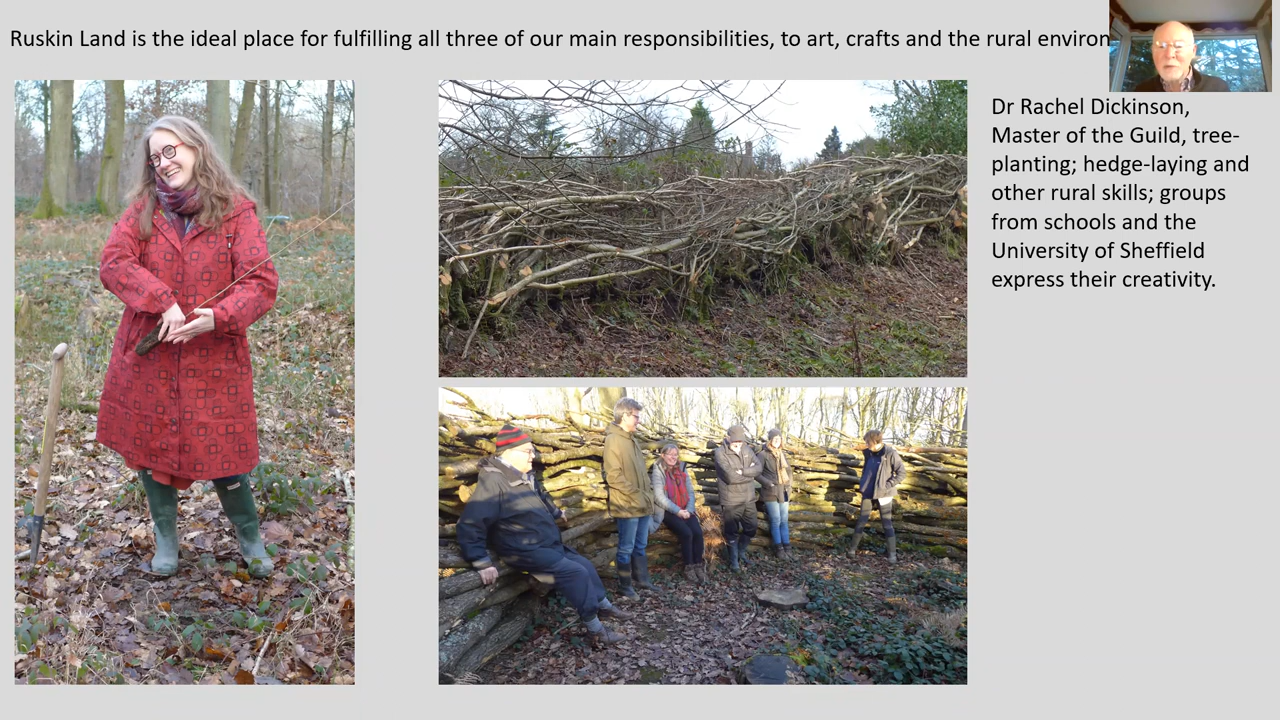 Ruskin Land is the ideal place for fulfilling all three of our main responsibilities, to art, crafts and the rural environ
Dr Rachel Dickinson,
Master of the Guild, tree-
planting; hedge-laying and
other rural skills; groups
from schools and the
University of Sheffield
express their creativity.